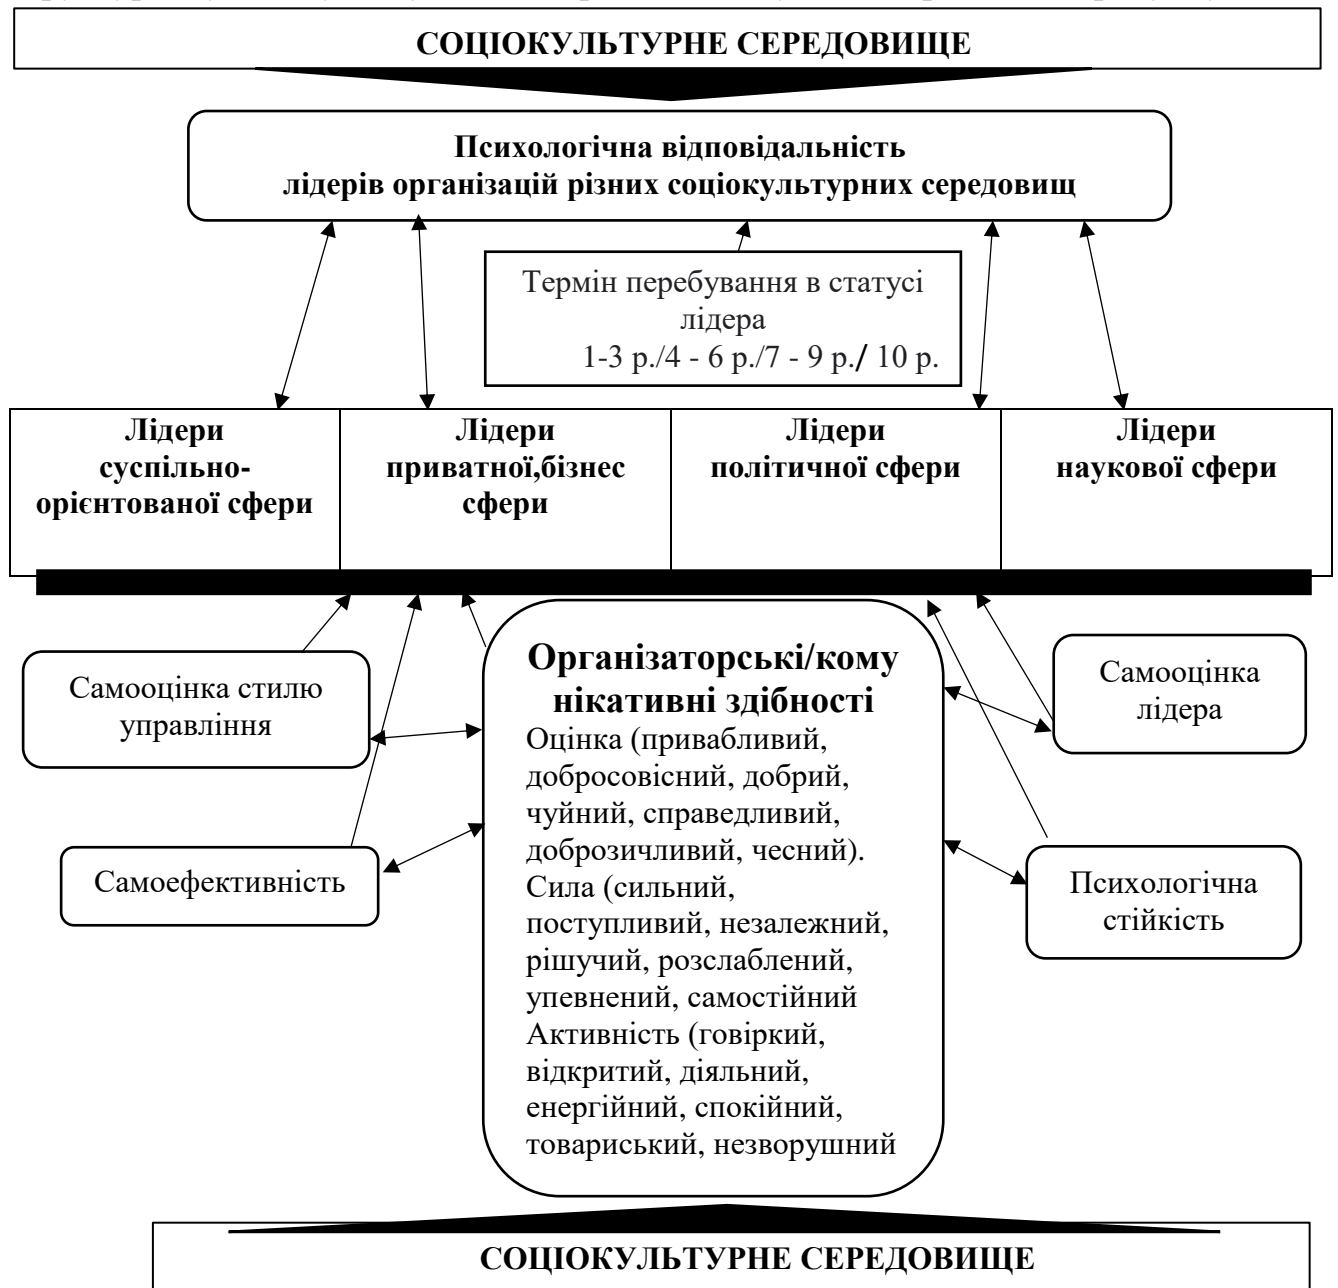 СОЦІОКУЛЬТУРНЕ СЕРЕДОВИЩЕ
Психологічна відповідальність
лідерів організацій різних соціокультурних середовищ
Термін перебування в статусі
лідера
1-3 р./4 - 6 р./7 - 9 р./ 10 р.
Лідери
суспільно-
орієнтованої сфери
Лідери
приватної,бізнес
сфери
Лідери
політичної сфери
Лідери
наукової сфери
Самооцінка стилю
управління
Самоефективність
Організаторські/кому
нікативні здібності
Оцінка (привабливий,
добросовісний, добрий,
чуйний, справедливий,
доброзичливий, чесний).
Сила (сильний,
поступливий, незалежний,
рішучий, розслаблений,
упевнений, самостійний
Активність (говіркий,
відкритий, діяльний,
енергійний, спокійний,
товариський, незворушний
Самооцінка
лідера
Психологічна
стійкість
СОЦІОКУЛЬТУРНЕ СЕРЕДОВИЩЕ